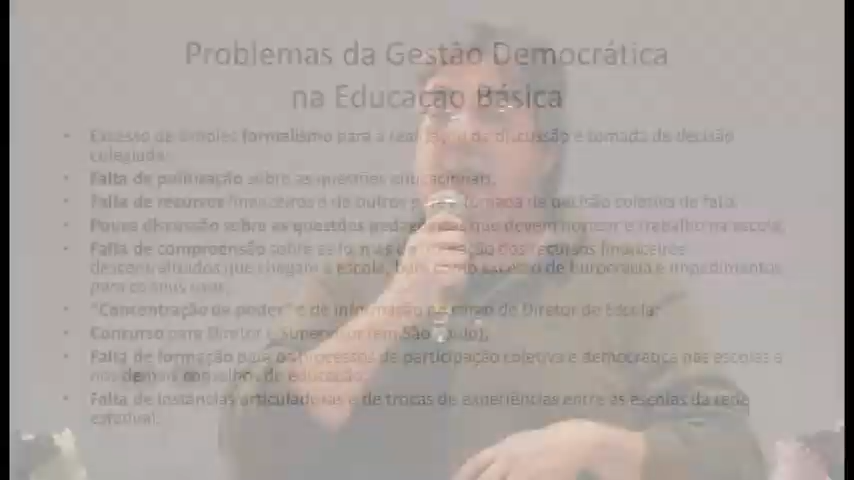 Problemas da Gestão Democrática
na Educação Básica
• Excesso de simples formalismo para a realização da discussão e tomada de decisão
colegiada;
• Falta de politização sobre as questões educacionais,
• Falta de recursos financeiros e de outros para a tomada de decisão coletiva de fato,
• Pouca discussão sobre as questões pedagógicas que devem nortear o trabalho na escola,
• Falta de compreensão sobre as formas de utilização dos recursos financeiros
descentralizados que chegam a escola, bem como excesso de burocracia e impedimentos
para os seus usos,
• "Concentração de poder" e de informação no cargo de Diretor de Escola;
• Concurso para Diretor e Supervisor (em São Paulo),
• Falta de formação para os processos de participação coletiva e democrática nas escolas e
nos demais conselhos de educação,
• Falta de instâncias articuladoras e de trocas de experiências entre as escolas da rede
estadual.